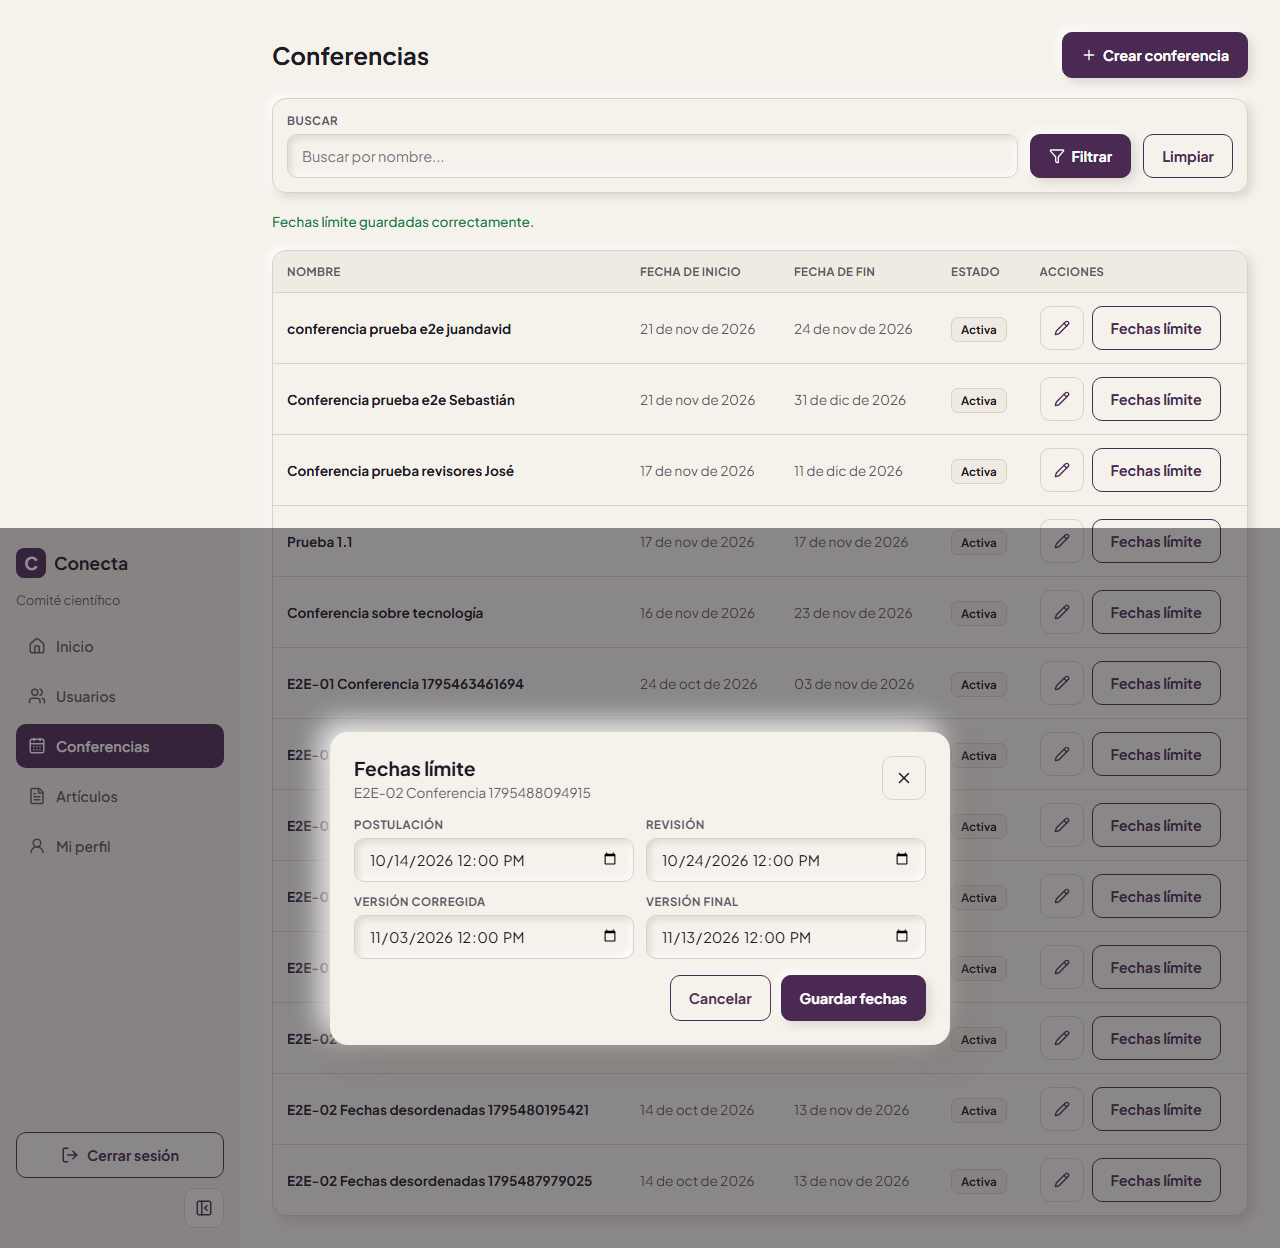 Conferencias
Crear conferencia
BUSCAR
Buscar por nombre...
Filtrar
Limpiar
Fechas límite guardadas correctamente.
NOMBRE FECHA DE INICIO FECHA DE FIN ESTADO ACCIONES
conferencia prueba e2e juandavid 21 de nov de 2026 24 de nov de 2026 Activa Fechas límite
Conferencia prueba e2e Sebastián 21 de nov de 2026 31 de dic de 2026 Activa Fechas límite
Conferencia prueba revisores José 17 de nov de 2026 11 de dic de 2026 Activa Fechas límite
Prueba 1.1 17 de nov de 2026 17 de nov de 2026 Activa Fechas límite
Conferencia sobre tecnología 16 de nov de 2026 23 de nov de 2026 Activa Fechas límite
E2E-01 Conferencia 1795463461694 24 de oct de 2026 03 de nov de 2026 Activa Fechas límite
E2E-0 Activa Fechas límite
E2E-0 Activa Fechas límite
E2E-0 Activa Fechas límite
E2E-0 Activa Fechas límite
E2E-02 Activa Fechas límite
E2E-02 Fechas desordenadas 1795480195421 14 de oct de 2026 13 de nov de 2026 Activa Fechas límite
E2E-02 Fechas desordenadas 1795487979025 14 de oct de 2026 13 de nov de 2026 Activa Fechas límite
C Conecta
Comité científico
Inicio
Usuarios
Conferencias
Artículos
Mi perfil
Cerrar sesión
Fechas límite
E2E-02 Conferencia 1795488094915
POSTULACIÓN REVISIÓN
10/14/2026 12:00 PM 10/24/2026 12:00 PM
VERSIÓN CORREGIDA VERSIÓN FINAL
11/03/2026 12:00 PM 11/13/2026 12:00 PM
Cancelar Guardar fechas